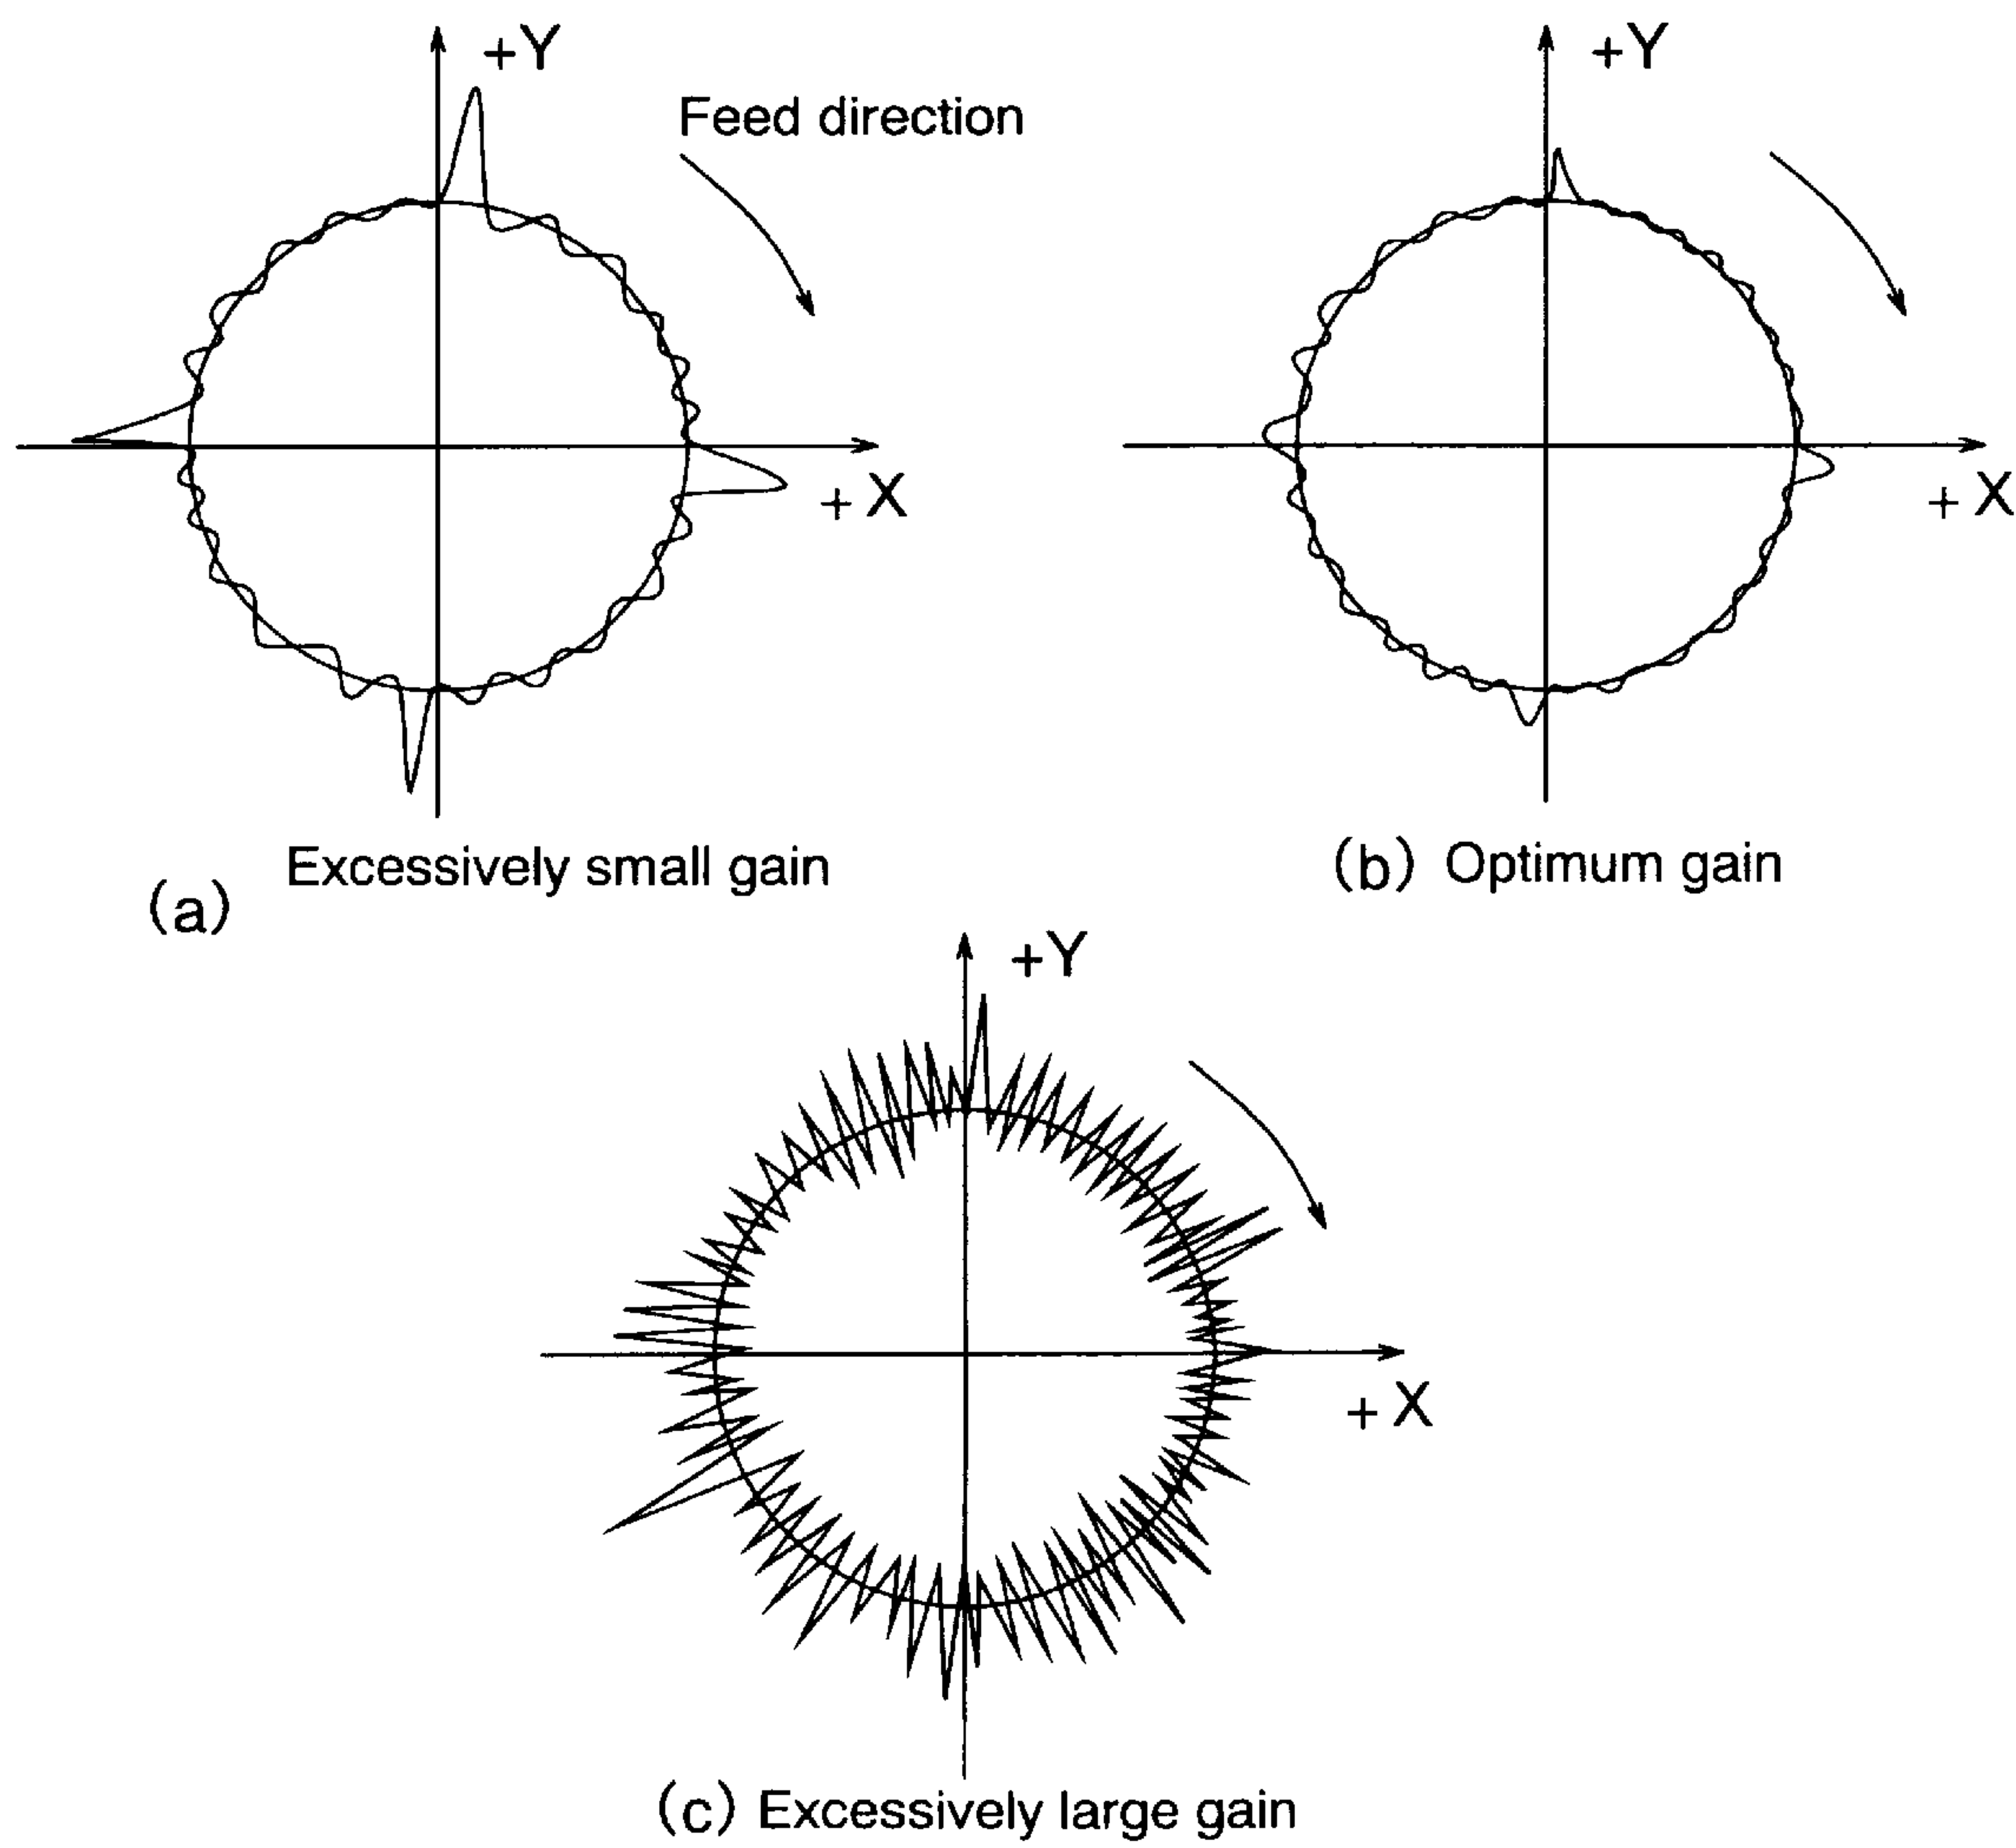 +Y
Feed direction
+ X
(a) Excessively small gain
+Y
+ X
(b) Optimum gain
+Y
+ X
(c) Excessively large gain